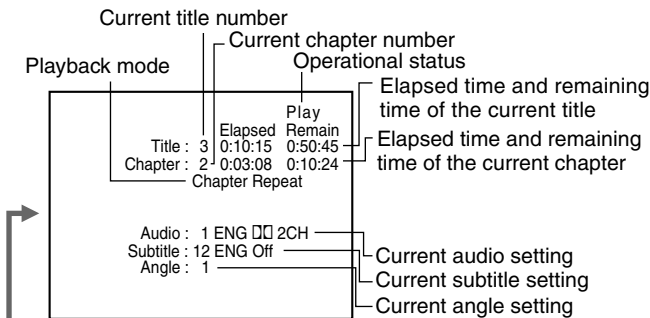 Current title number
Current chapter number
Operational status
Playback mode
Elapsed time and remaining time of the current title
Play
Elapsed Remain
Title : 3 0:10:15 0:50:45
Chapter : 2 0:03:08 0:10:24
Elapsed time and remaining time of the current chapter
Chapter Repeat
Audio : 1 ENG 2CH
Subtitle : 12 ENG Off
Angle : 1
Current audio setting
Current subtitle setting
Current angle setting